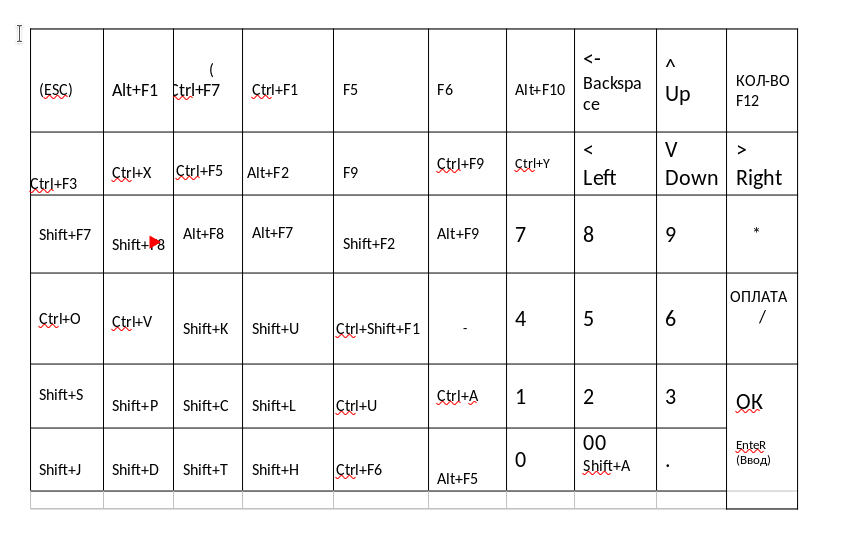 (ESC)
Alt+F1
(
Ctrl+F7
Ctrl+F1
F5
F6
Alt+F10
<-
Backspa
ce
^
Up
КОЛ-ВО
F12
Ctrl+F3
Ctrl+X
Ctrl+F5
Alt+F2
F9
Ctrl+F9
Ctrl+Y
<
Left
V
Down
>
Right
Shift+F7
Shift+F8
Alt+F8
Alt+F7
Shift+F2
Alt+F9
7
8
9
*
Ctrl+O
Ctrl+V
Shift+K
Shift+U
Ctrl+Shift+F1
-
4
5
6
ОПЛАТА
/
Shift+S
Shift+P
Shift+C
Shift+L
Ctrl+U
Ctrl+A
1
2
3
OK
EnteR
(Ввод)
Shift+J
Shift+D
Shift+T
Shift+H
Ctrl+F6
Alt+F5
0
00
Shift+A
.